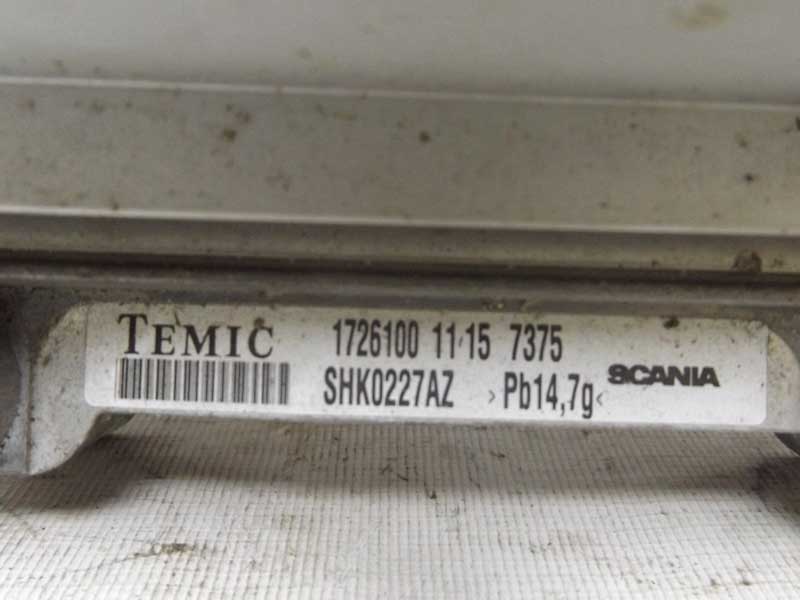 TEMIC 1726100 11-15 7375
SHK0227AZ >Pb14,7g< SCANIA